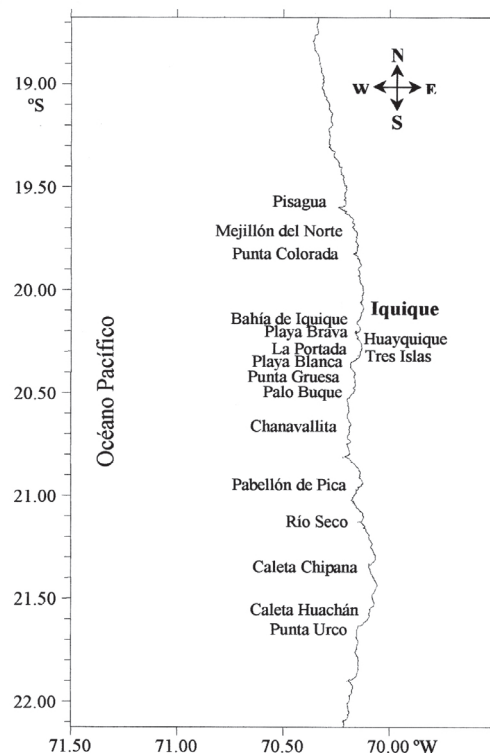 19.00
ºS
19.50
20.00
20.50
21.00
21.50
22.00
N
W E
S
Pisagua
Mejillón del Norte
Punta Colorada
Iquique
Bahía de Iquique
Playa Brava
Huayquique
La Portada
Tres Islas
Playa Blanca
Punta Gruesa
Palo Buque
Chanavallita
Pabellón de Pica
Río Seco
Caleta Chipana
Caleta Huachán
Punta Urco
Océano Pacífico
71.50 71.00 70.50 70.00 ºW